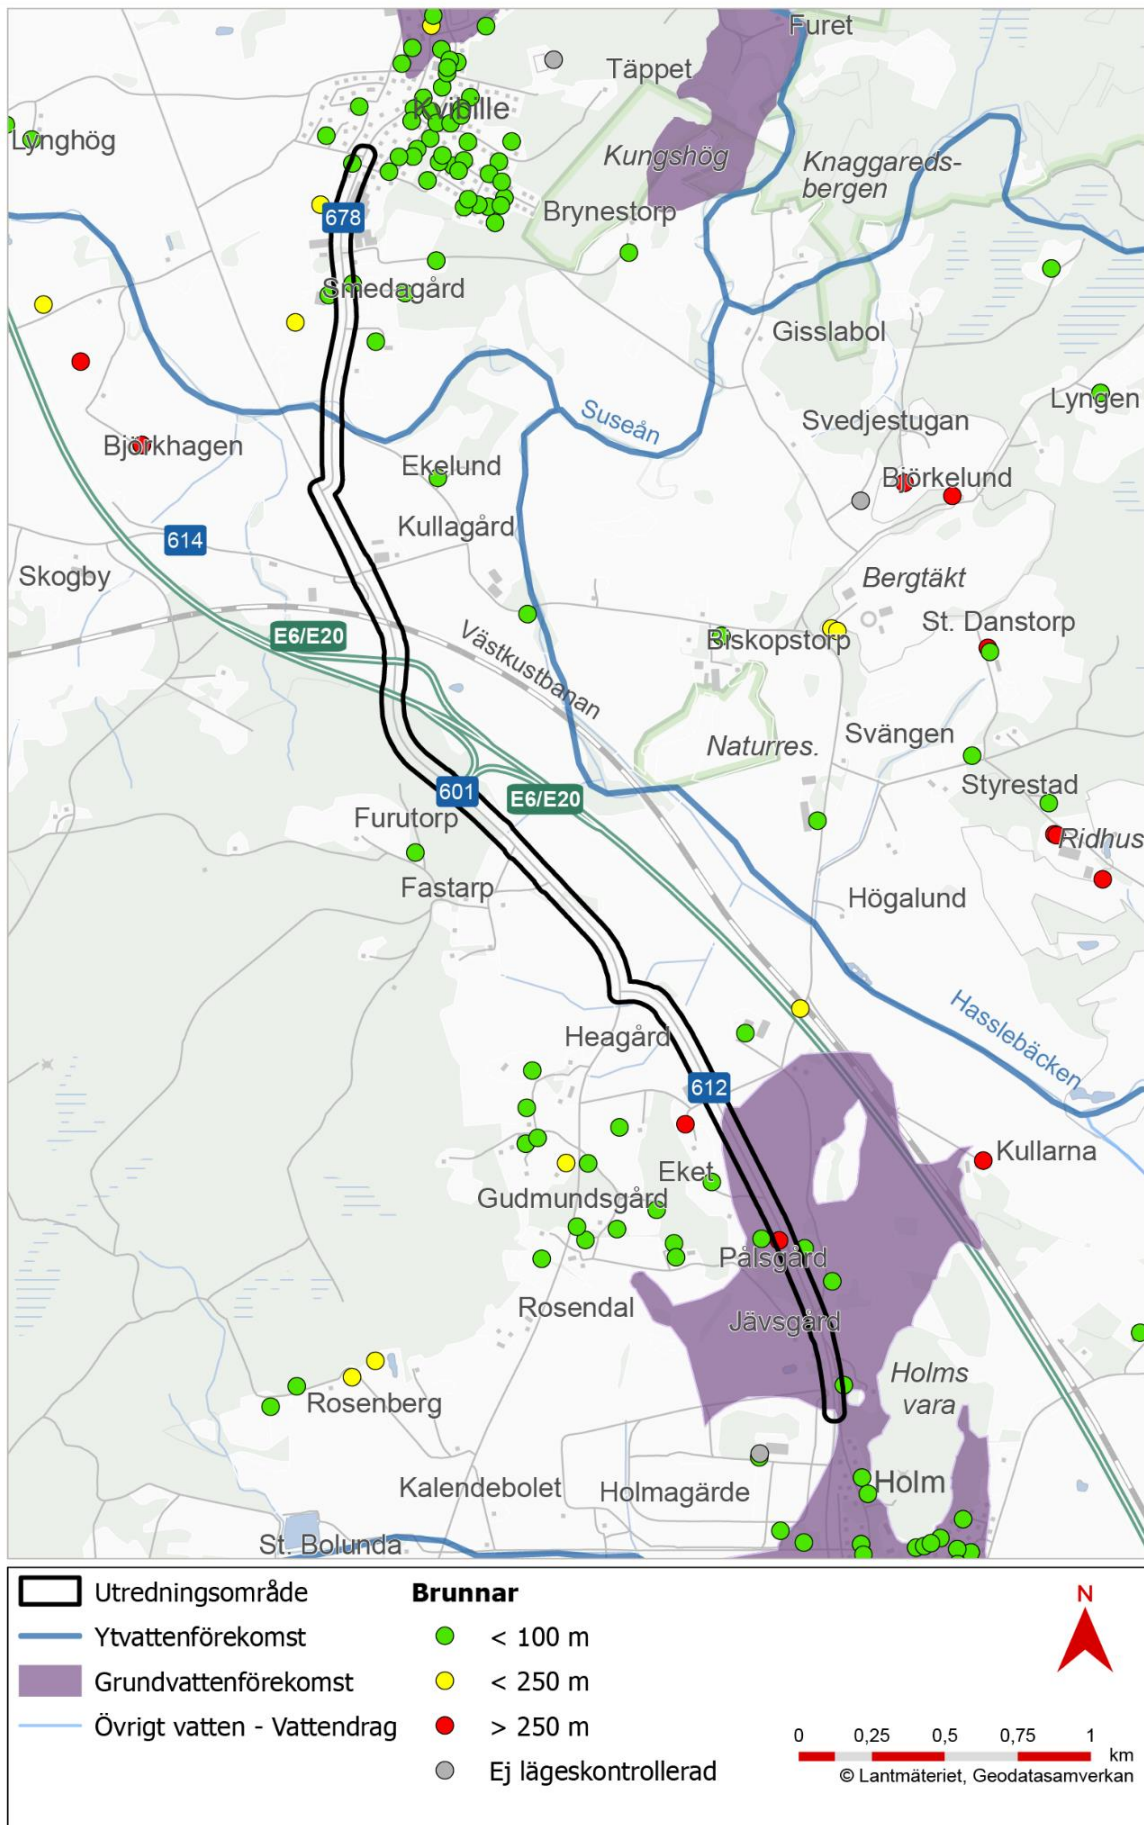 Furet
Täppet
Kvibille
Lynghög
Kungshög
Knaggareds-
bergen
Brynestorp
678
Smedagård
Gisslabol
Lyngen
Suseån
Svedjestugan
Björkhagen
Ekelund
Björkelund
Kullagård
614
Skogby
Bergtäkt
E6/E20
Västkustbanan
Biskopstorp
St. Danstorp
Naturres.
Svängen
601
E6/E20
Styrestad
Furutorp
Ridhus
Fastarp
Högalund
Hasslebäcken
Heagård
612
Kullarna
Eket
Gudmundsgård
Pålsgård
Rosendal
Jävsgård
Holms
vara
Rosenberg
Kalendebolet
Holmagärde
Holm
St. Bolunda
Utredningsområde
Ytvattenförekomst
Grundvattenförekomst
Övrigt vatten - Vattendrag
Brunnar
< 100 m
< 250 m
> 250 m
Ej lägeskontrollerad
N
0 0,25 0,5 0,75 1
km
© Lantmäteriet, Geodatasamverkan